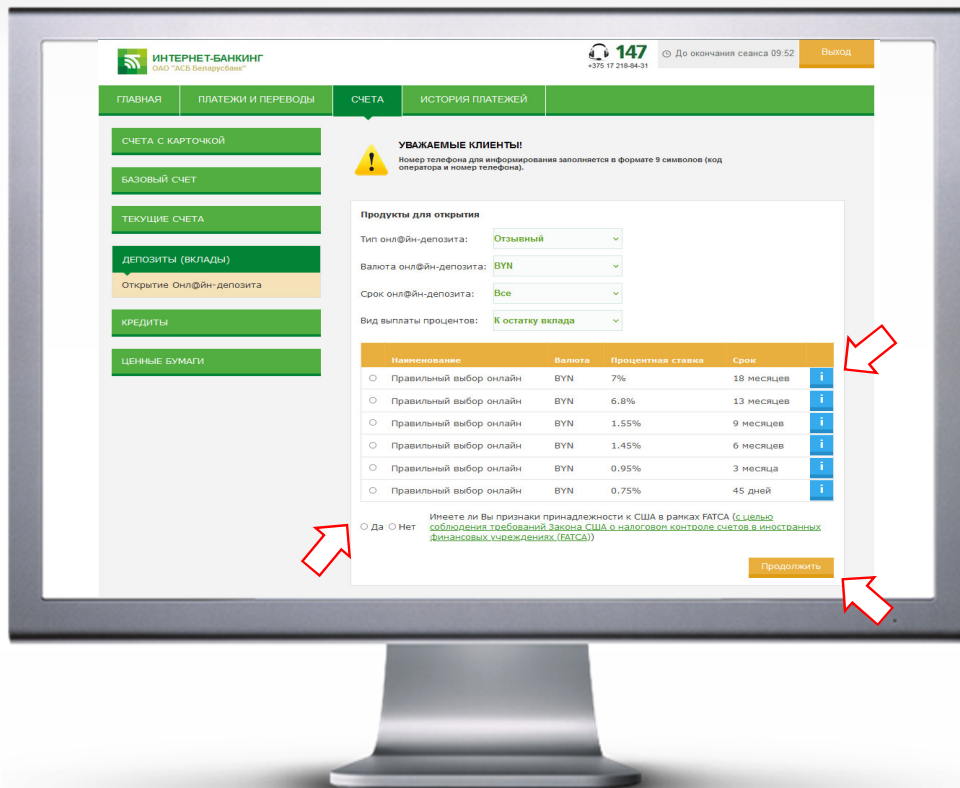 ИНТЕРНЕТ-БАНКИНГ
ОАО "АСБ Беларусбанк"
147
+375 17 218-84-31
До окончания сеанса 09:52
Выход
ГЛАВНАЯ
ПЛАТЕЖИ И ПЕРЕВОДЫ
СЧЕТА
ИСТОРИЯ ПЛАТЕЖЕЙ
СЧЕТА С КАРТОЧКОЙ
БАЗОВЫЙ СЧЕТ
ТЕКУЩИЕ СЧЕТА
ДЕПОЗИТЫ (ВКЛАДЫ)
Открытие Онл@йн-депозита
КРЕДИТЫ
ЦЕННЫЕ БУМАГИ
УВАЖАЕМЫЕ КЛИЕНТЫ!
Номер телефона для информирования заполняется в формате 9 символов (код
оператора и номер телефона).
Продукты для открытия
Тип онл@йн-депозита: Отзывный
Валюта онл@йн-депозита: BYN
Срок онл@йн-депозита: Все
Вид выплаты процентов: К остатку вклада
Наименование Валюта Процентная ставка Срок
Правильный выбор онлайн BYN 7% 18 месяцев i
Правильный выбор онлайн BYN 6.8% 13 месяцев i
Правильный выбор онлайн BYN 1.55% 9 месяцев i
Правильный выбор онлайн BYN 1.45% 6 месяцев i
Правильный выбор онлайн BYN 0.95% 3 месяца i
Правильный выбор онлайн BYN 0.75% 45 дней i
Да Нет
Имеете ли Вы признаки принадлежности к США в рамках FATCA (с целью
соблюдения требований Закона США о налоговом контроле счетов в иностранных
финансовых учреждениях (FATCA))
Продолжить